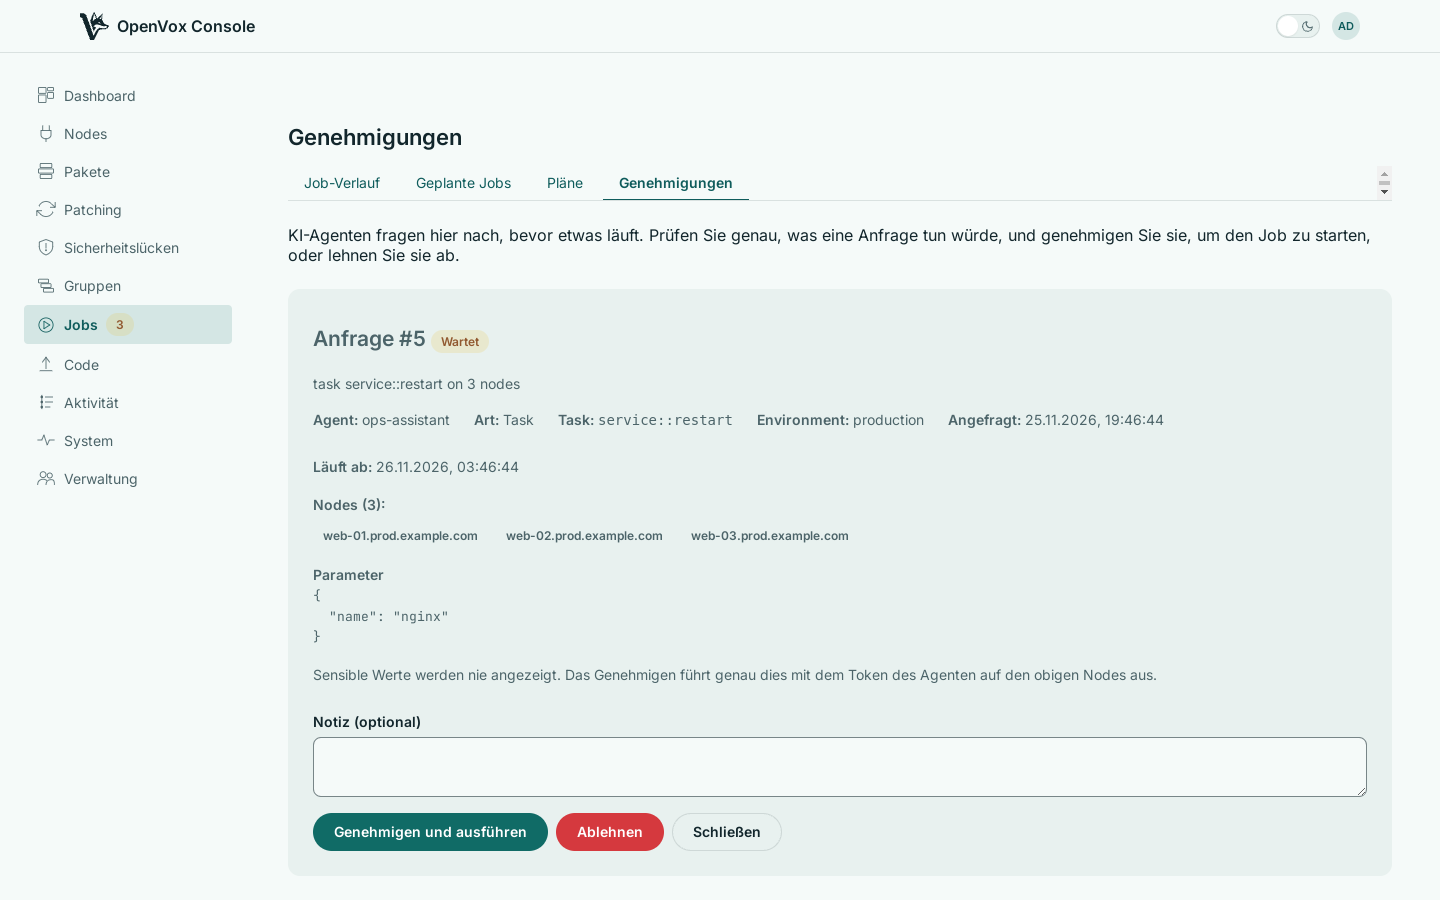 OpenVox Console
AD
Dashboard
Nodes
Pakete
Patching
Sicherheitslücken
Gruppen
Jobs 3
Code
Aktivität
System
Verwaltung
Genehmigungen
Job-Verlauf Geplante Jobs Pläne Genehmigungen
KI-Agenten fragen hier nach, bevor etwas läuft. Prüfen Sie genau, was eine Anfrage tun würde, und genehmigen Sie sie, um den Job zu starten,
oder lehnen Sie sie ab.
Anfrage #5 Wartet
task service::restart on 3 nodes
Agent: ops-assistant Art: Task Task: service::restart Environment: production Angefragt: 25.11.2026, 19:46:44
Läuft ab: 26.11.2026, 03:46:44
Nodes (3):
web-01.prod.example.com web-02.prod.example.com web-03.prod.example.com
Parameter
{
"name": "nginx"
}
Sensible Werte werden nie angezeigt. Das Genehmigen führt genau dies mit dem Token des Agenten auf den obigen Nodes aus.
Notiz (optional)
Genehmigen und ausführen Ablehnen Schließen